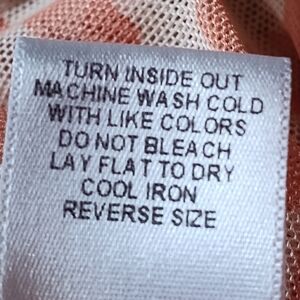 TURN INSIDE OUT
MACHINE WASH COLD
WITH LIKE COLORS
DO NOT BLEACH
LAY FLAT TO DRY
COOL IRON
REVERSE SIZE